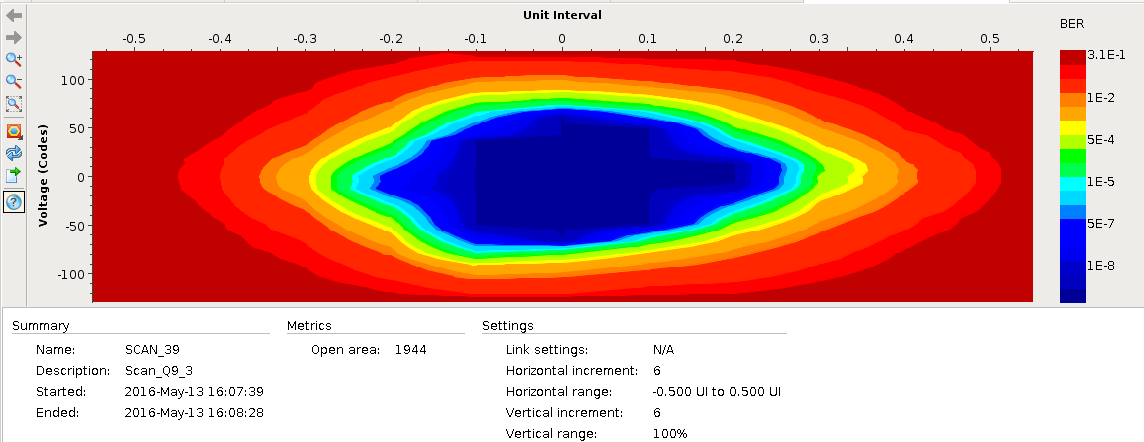 Unit Interval
BER
-0.5 -0.4 -0.3 -0.2 -0.1 0 0.1 0.2 0.3 0.4 0.5
3.1E-1
100
1E-2
50
5E-4
Voltage (Codes)
0
1E-5
-50
5E-7
1E-8
-100
Summary Metrics Settings
Name: SCAN_39 Open area: 1944 Link settings: N/A
Description: Scan_Q9_3 Horizontal increment: 6
Started: 2016-May-13 16:07:39 Horizontal range: -0.500 UI to 0.500 UI
Ended: 2016-May-13 16:08:28 Vertical increment: 6
Vertical range: 100%